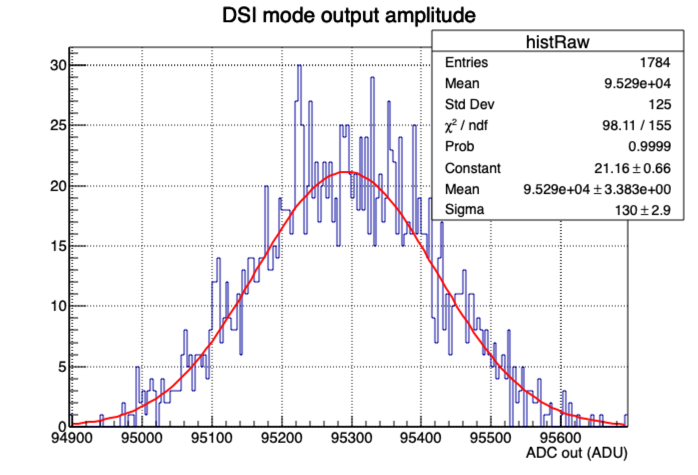 DSI mode output amplitude
histRaw
Entries 1784
Mean 9.529e+04
Std Dev 125
χ² / ndf 98.11 / 155
Prob 0.9999
Constant 21.16 ± 0.66
Mean 9.529e+04 ± 3.383e+00
Sigma 130 ± 2.9
30
25
20
15
10
5
0
94900 95000 95100 95200 95300 95400 95500 95600
ADC out (ADU)